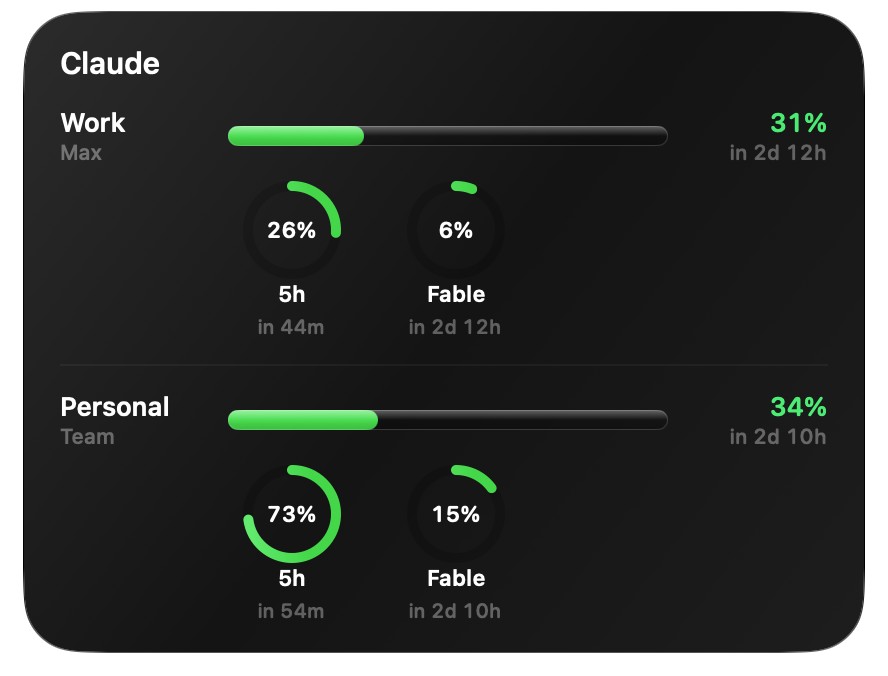 Claude
Work
Max
31%
in 2d 12h
26%
5h
in 44m
6%
Fable
in 2d 12h
Personal
Team
34%
in 2d 10h
73%
5h
in 54m
15%
Fable
in 2d 10h